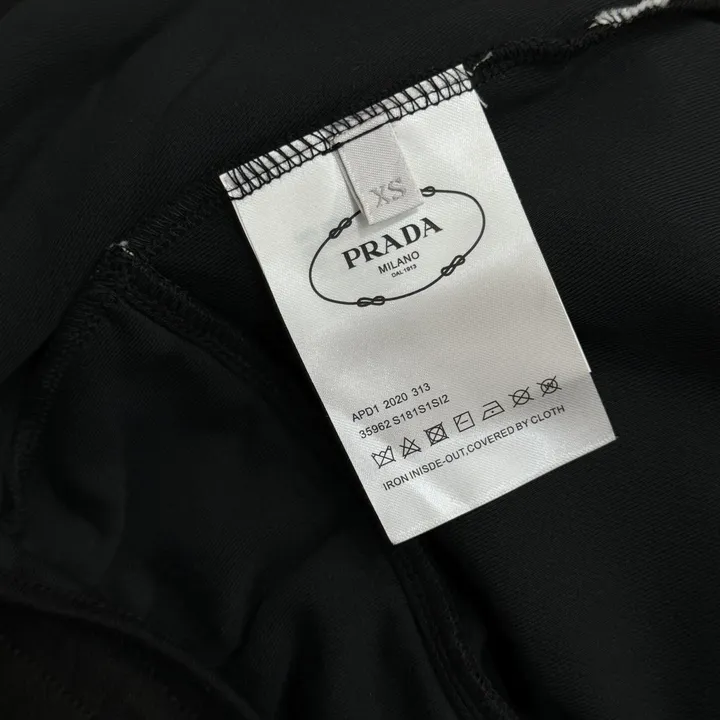 XS
PRADA
MILANO
DAL 1913
APD1 2020 313
35962 S181S1SI2
IRON INISDE-OUT,COVERED BY CLOTH